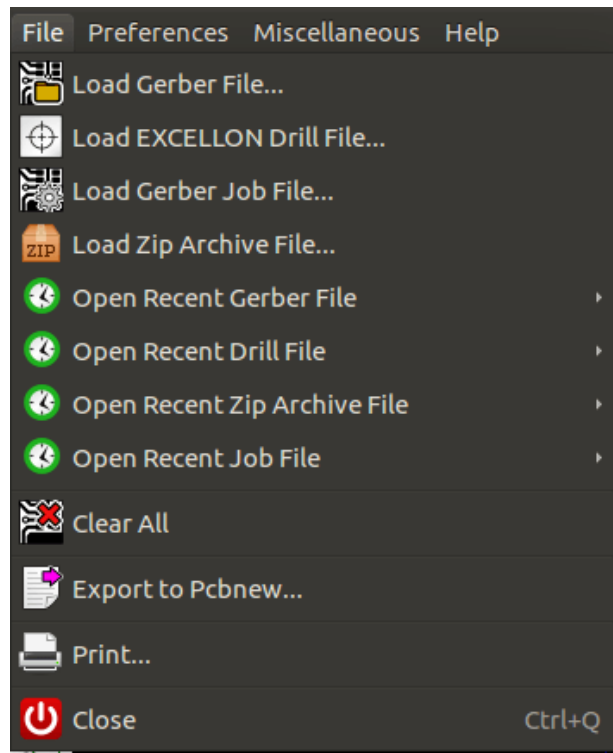 File Preferences Miscellaneous Help
Load Gerber File...
Load EXCELLON Drill File...
Load Gerber Job File...
ZIP Load Zip Archive File...
Open Recent Gerber File
Open Recent Drill File
Open Recent Zip Archive File
Open Recent Job File
Clear All
Export to Pcbnew...
Print...
Close Ctrl+Q